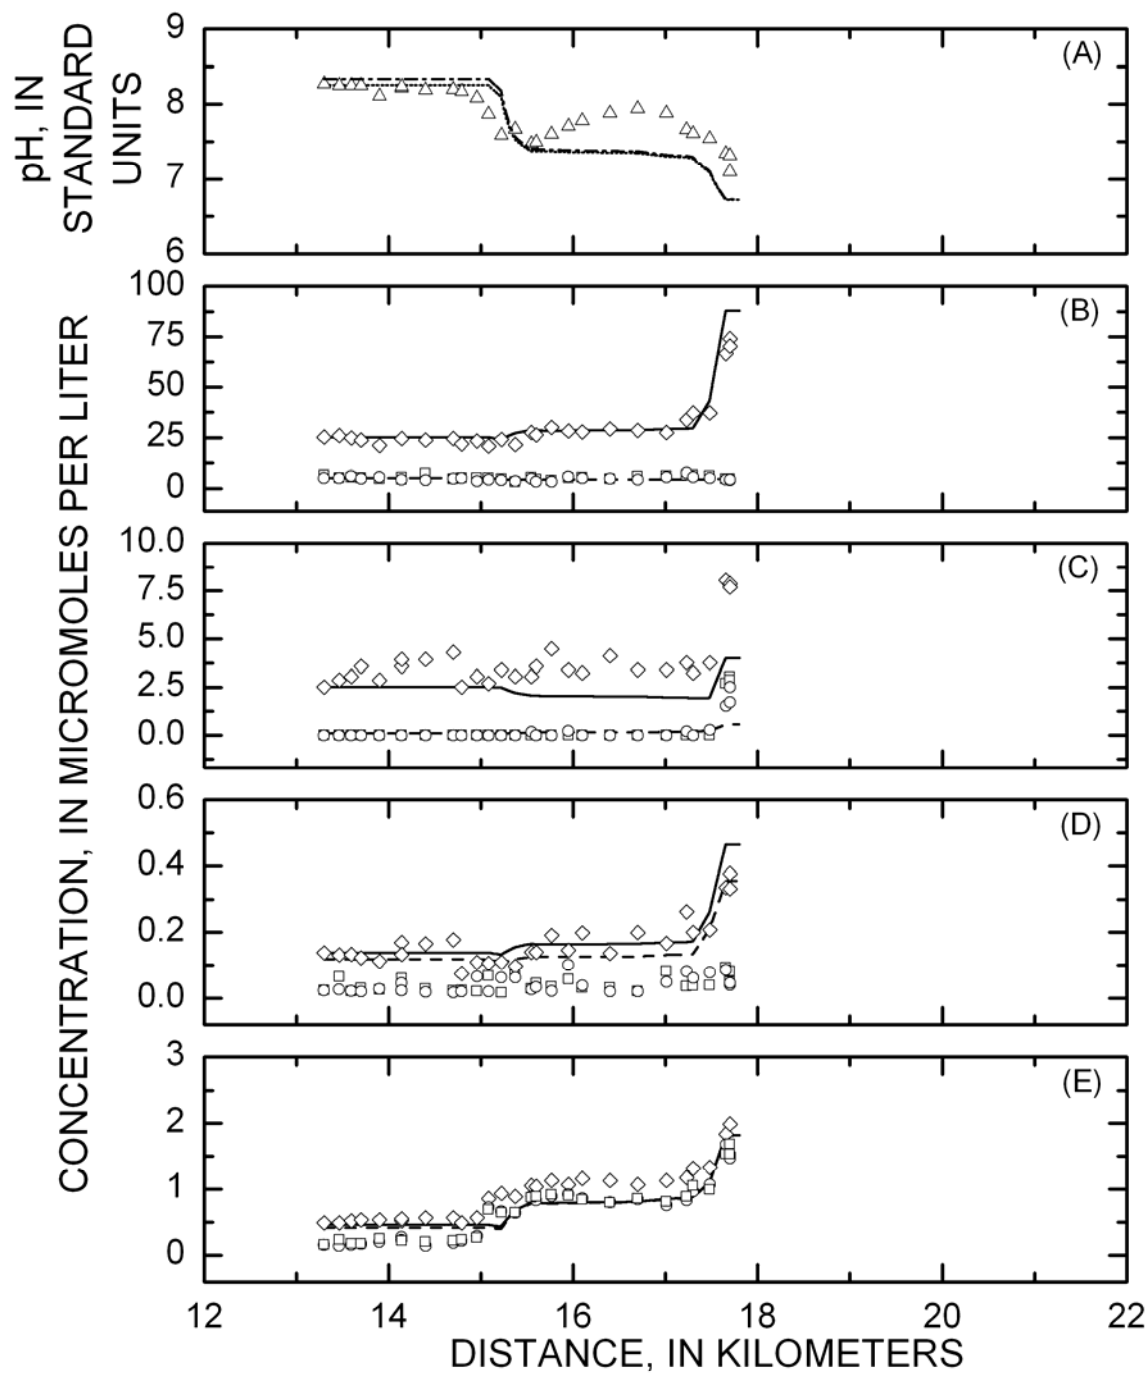 pH, IN
STANDARD
UNITS
9
8
7
6
(A)
CONCENTRATION, IN MICROMOLES PER LITER
100
75
50
25
0
(B)
10.0
7.5
5.0
2.5
0.0
(C)
0.6
0.4
0.2
0.0
(D)
3
2
1
0
(E)
12 14 16 18 20 22
DISTANCE, IN KILOMETERS